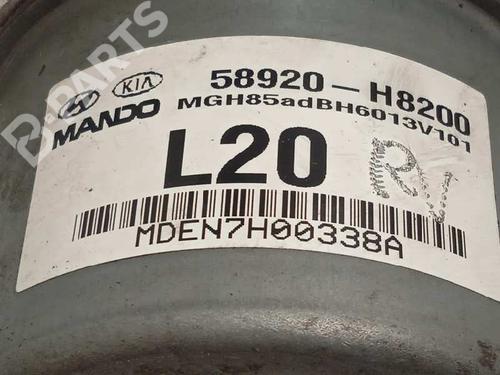 B-PARTS
KIA
MANDO
58920-H8200
MGH85adBH6013V101
L20
RV
MDEN7H00338A